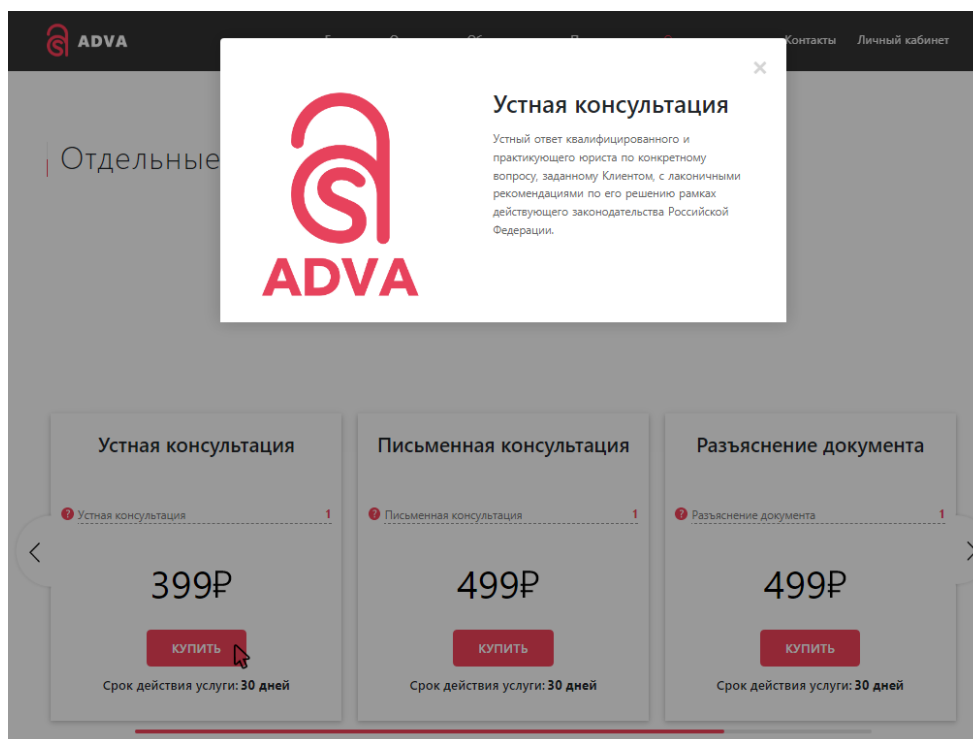 ADVA
Контакты Личный кабинет
×
Устная консультация
Устный ответ квалифицированного и
практикующего юриста по конкретному
вопросу, заданному Клиентом, с лаконичными
рекомендациями по его решению рамках
действующего законодательства Российской
Федерации.
ADVA
Отдельные
Устная консультация
? Устная консультация 1
399₽
КУПИТЬ
Срок действия услуги: 30 дней
Письменная консультация
? Письменная консультация 1
499₽
КУПИТЬ
Срок действия услуги: 30 дней
Разъяснение документа
? Разъяснение документа 1
499₽
КУПИТЬ
Срок действия услуги: 30 дней